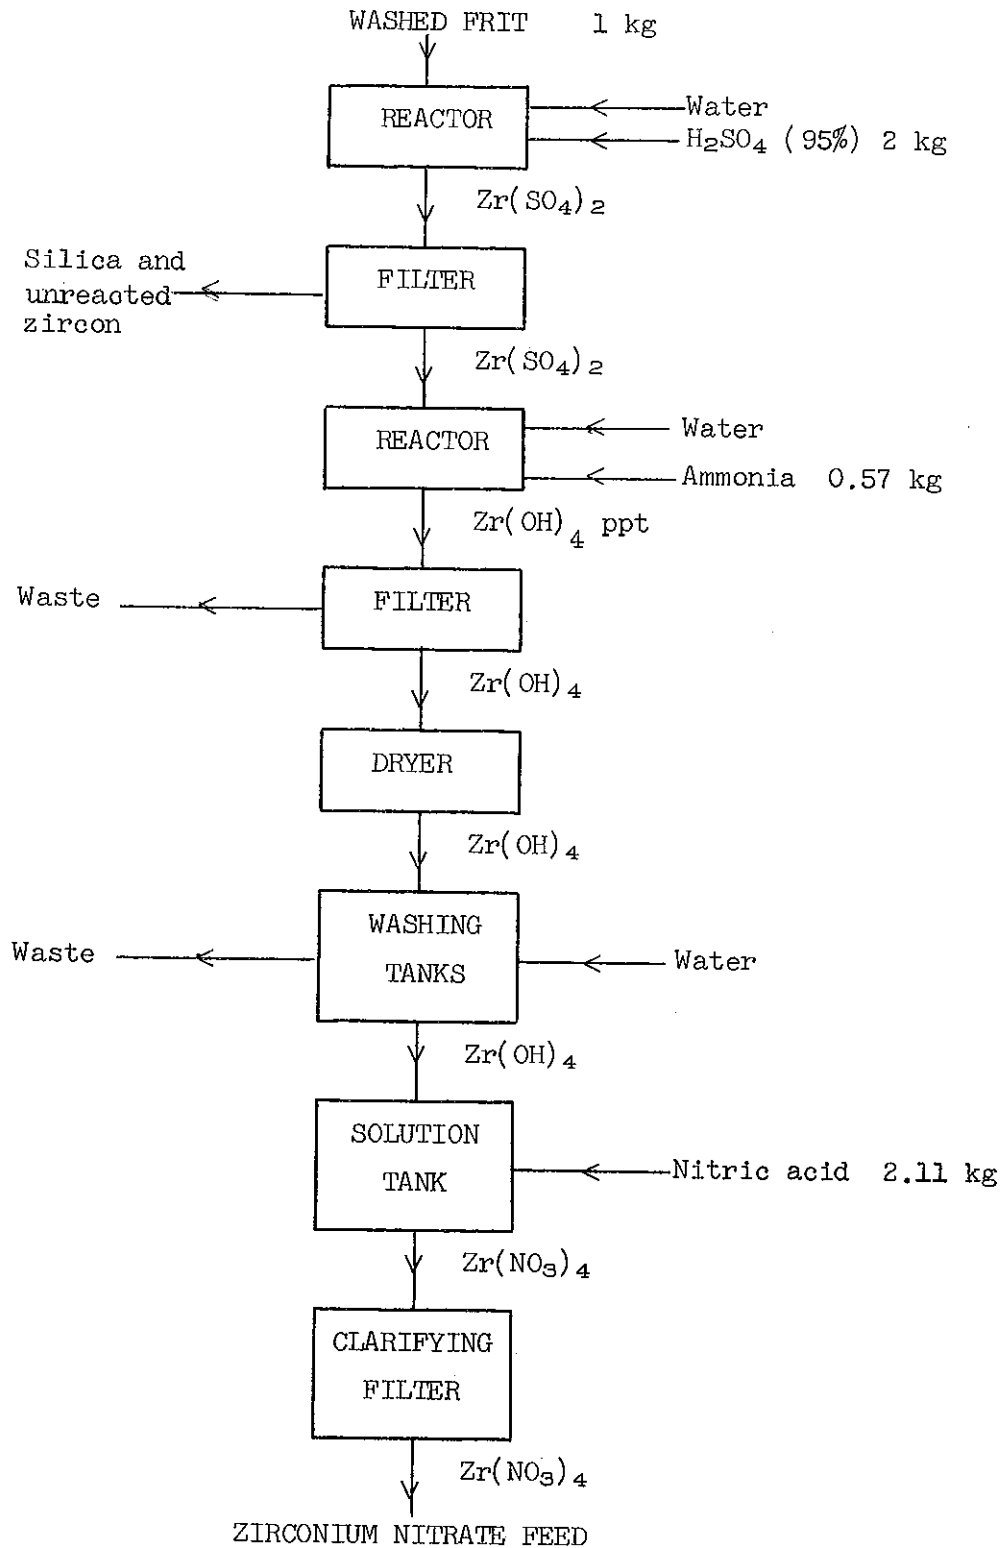 WASHED FRIT 1 kg
REACTOR
Water
H₂SO₄ (95%) 2 kg
Zr(SO₄)₂
Silica and
unreacted
zircon
FILTER
Zr(SO₄)₂
REACTOR
Water
Ammonia 0.57 kg
Zr(OH)₄ ppt
Waste
FILTER
Zr(OH)₄
DRYER
Zr(OH)₄
WASHING
TANKS
Waste
Water
Zr(OH)₄
SOLUTION
TANK
Nitric acid 2.11 kg
Zr(NO₃)₄
CLARIFYING
FILTER
Zr(NO₃)₄
ZIRCONIUM NITRATE FEED